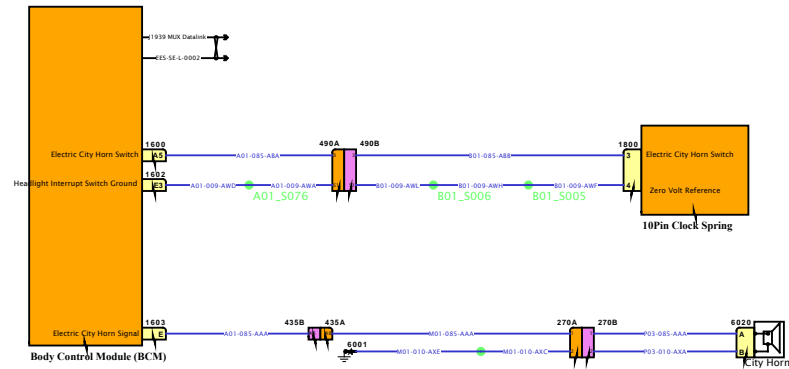 J1939 MUX Datalink
EES-SE-L-0002
1600 490A 490B 1800
Electric City Horn Switch A5 A01-085-ABA B01-085-ABB 3 Electric City Horn Switch
1602
Headlight Interrupt Switch Ground E3 A01-009-AWD A01-009-AWA B01-009-AWL B01-009-AWH B01-009-AWF 4 Zero Volt Reference
A01_S076 B01_S006 B01_S005
10Pin Clock Spring
1603 435B 435A 270A 270B 6020
Electric City Horn Signal E A01-085-AAA M01-085-AAA P03-085-AAA A
6001
M01-010-AXE M01-010-AXC P03-010-AXA B
Body Control Module (BCM) City Horn